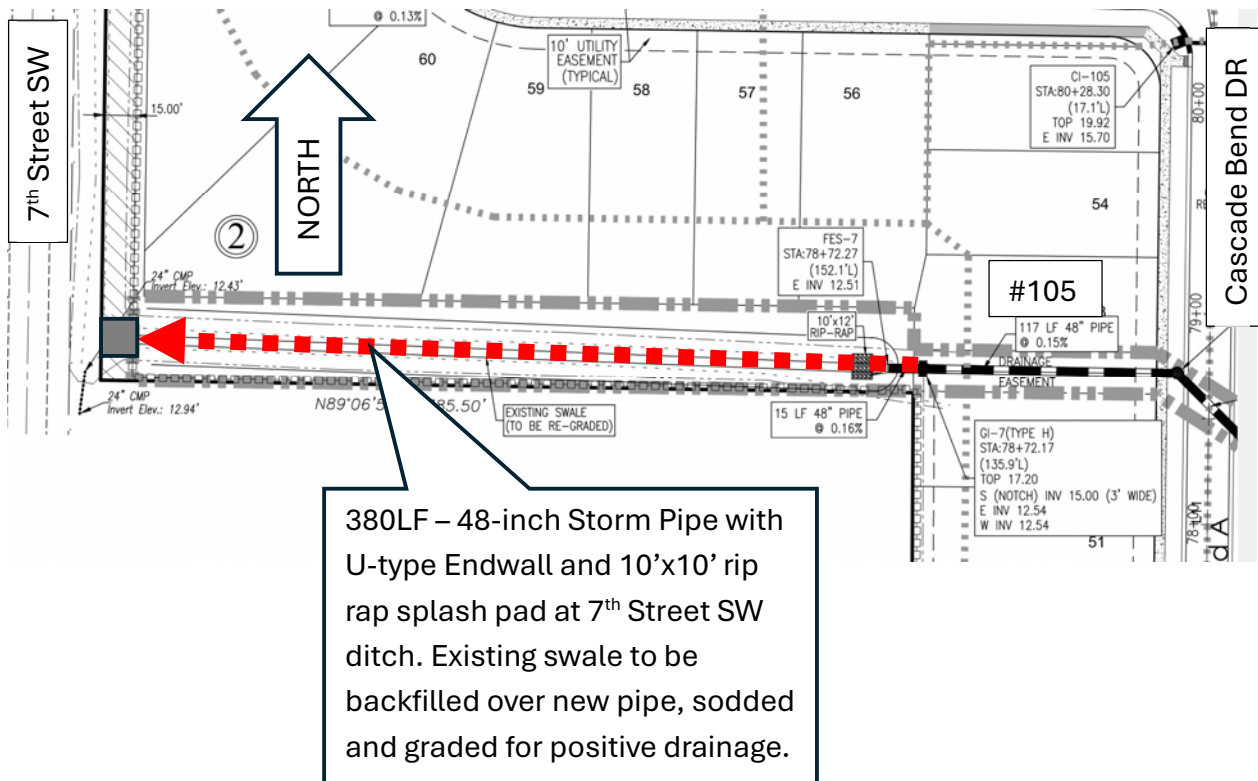 @ 0.13%
7th Street SW
60
10' UTILITY
EASEMENT
(TYPICAL)
59
58
57
56
CI-105
STA:80+28.30
(17.1'L)
TOP 19.92
E INV 15.70
80+00
Cascade Bend DR
15.00'
NORTH
2
54
FES-7
STA:78+72.27
(152.1'L)
E INV 12.51
24" CMP
Invert Elev.: 12.43'
#105
79+00
10'x12'
RIP-RAP
117 LF 48" PIPE
@ 0.15%
DRAINAGE
EASEMENT
24" CMP
Invert Elev.: 12.94'
N89°06'5
85.50'
EXISTING SWALE
(TO BE RE-GRADED)
15 LF 48" PIPE
@ 0.16%
GI-7(TYPE H)
STA:78+72.17
(135.9'L)
TOP 17.20
S (NOTCH) INV 15.00 (3' WIDE)
E INV 12.54
W INV 12.54
51
78+00
d A
380LF – 48-inch Storm Pipe with
U-type Endwall and 10'x10' rip
rap splash pad at 7th Street SW
ditch. Existing swale to be
backfilled over new pipe, sodded
and graded for positive drainage.